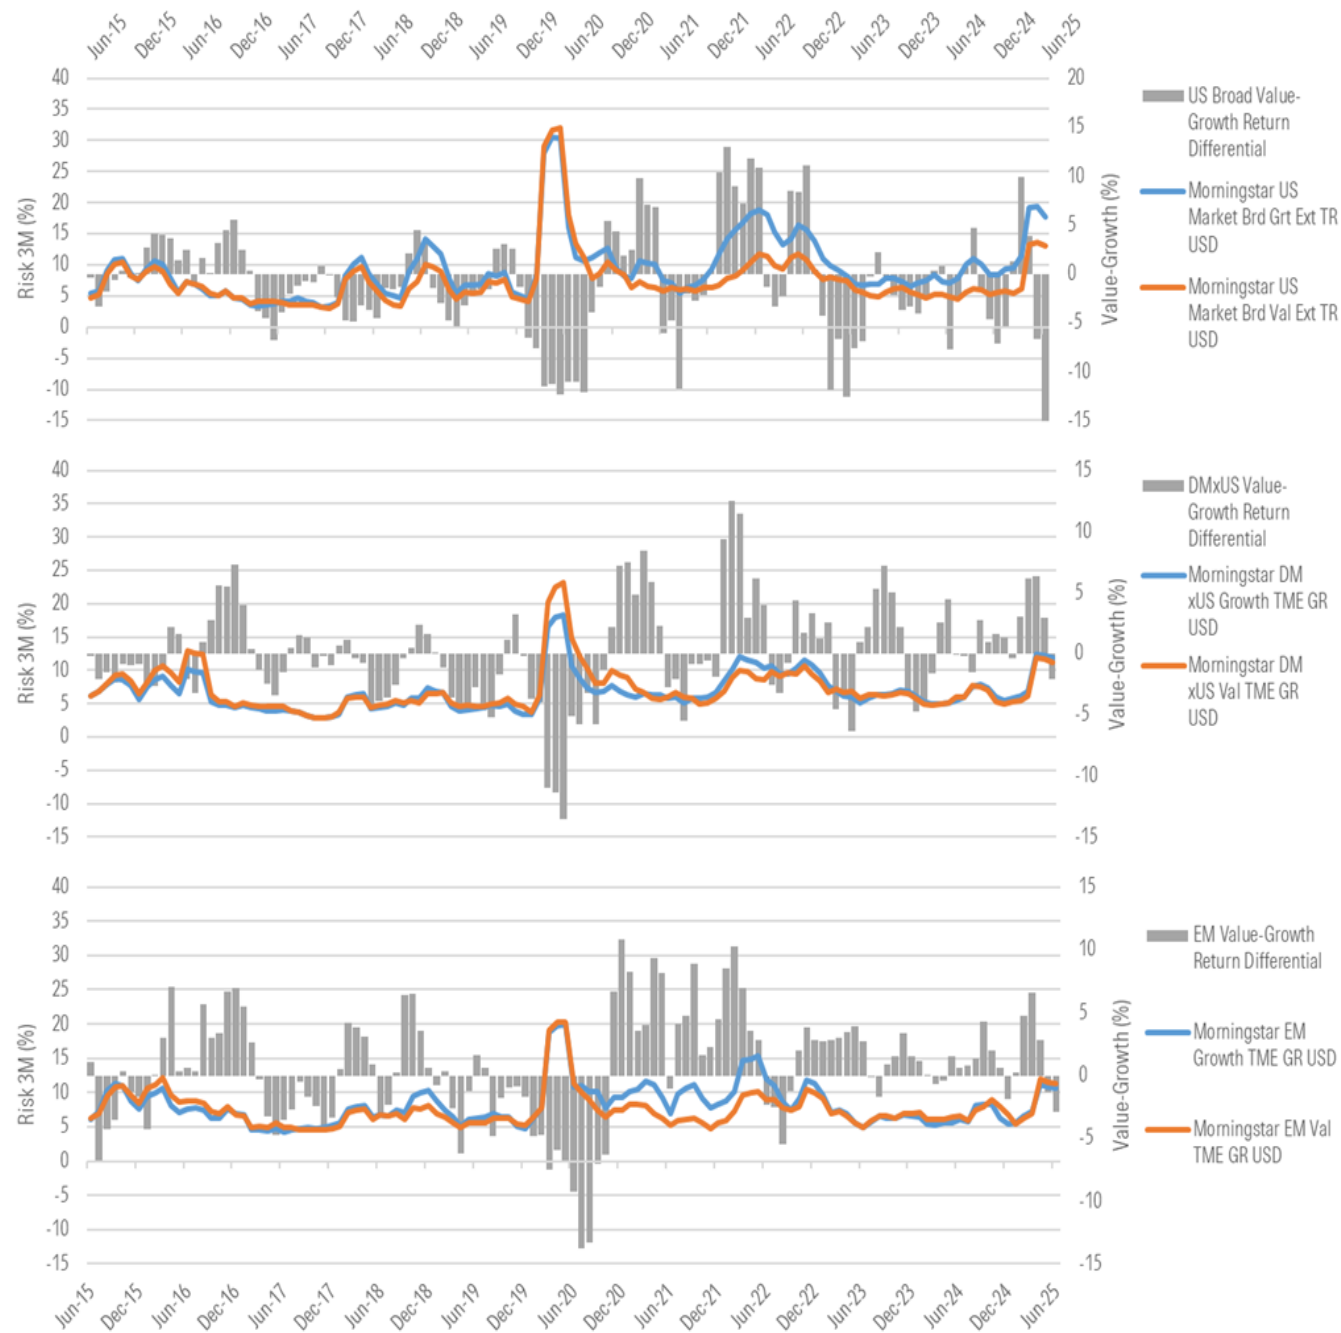 Jun-15 Dec-15 Jun-16 Dec-16 Jun-17 Dec-17 Jun-18 Dec-18 Jun-19 Dec-19 Jun-20 Dec-20 Jun-21 Dec-21 Jun-22 Dec-22 Jun-23 Dec-23 Jun-24 Dec-24 Jun-25
40 20
35
30 15
25
20 10
15
10 5
5 0
0 -5
-5
-10 -10
-15 -15
Risk 3M (%)
Value-Growth (%)
US Broad Value-
Growth Return
Differential
Morningstar US
Market Brd Grt Ext TR
USD
Morningstar US
Market Brd Val Ext TR
USD
40 15
35
30 10
25
20 5
15
10 0
5
0 -5
-5
-10 -10
-15 -15
Risk 3M (%)
Value-Growth (%)
DMxUS Value-
Growth Return
Differential
Morningstar DM
xUS Growth TME GR
USD
Morningstar DM
xUS Val TME GR
USD
40 15
35
30 10
25
20 5
15
10 0
5
0 -5
-5
-10 -10
-15 -15
Risk 3M (%)
Value-Growth (%)
EM Value-Growth
Return Differential
Morningstar EM
Growth TME GR USD
Morningstar EM Val
TME GR USD
Jun-15 Dec-15 Jun-16 Dec-16 Jun-17 Dec-17 Jun-18 Dec-18 Jun-19 Dec-19 Jun-20 Dec-20 Jun-21 Dec-21 Jun-22 Dec-22 Jun-23 Dec-23 Jun-24 Dec-24 Jun-25